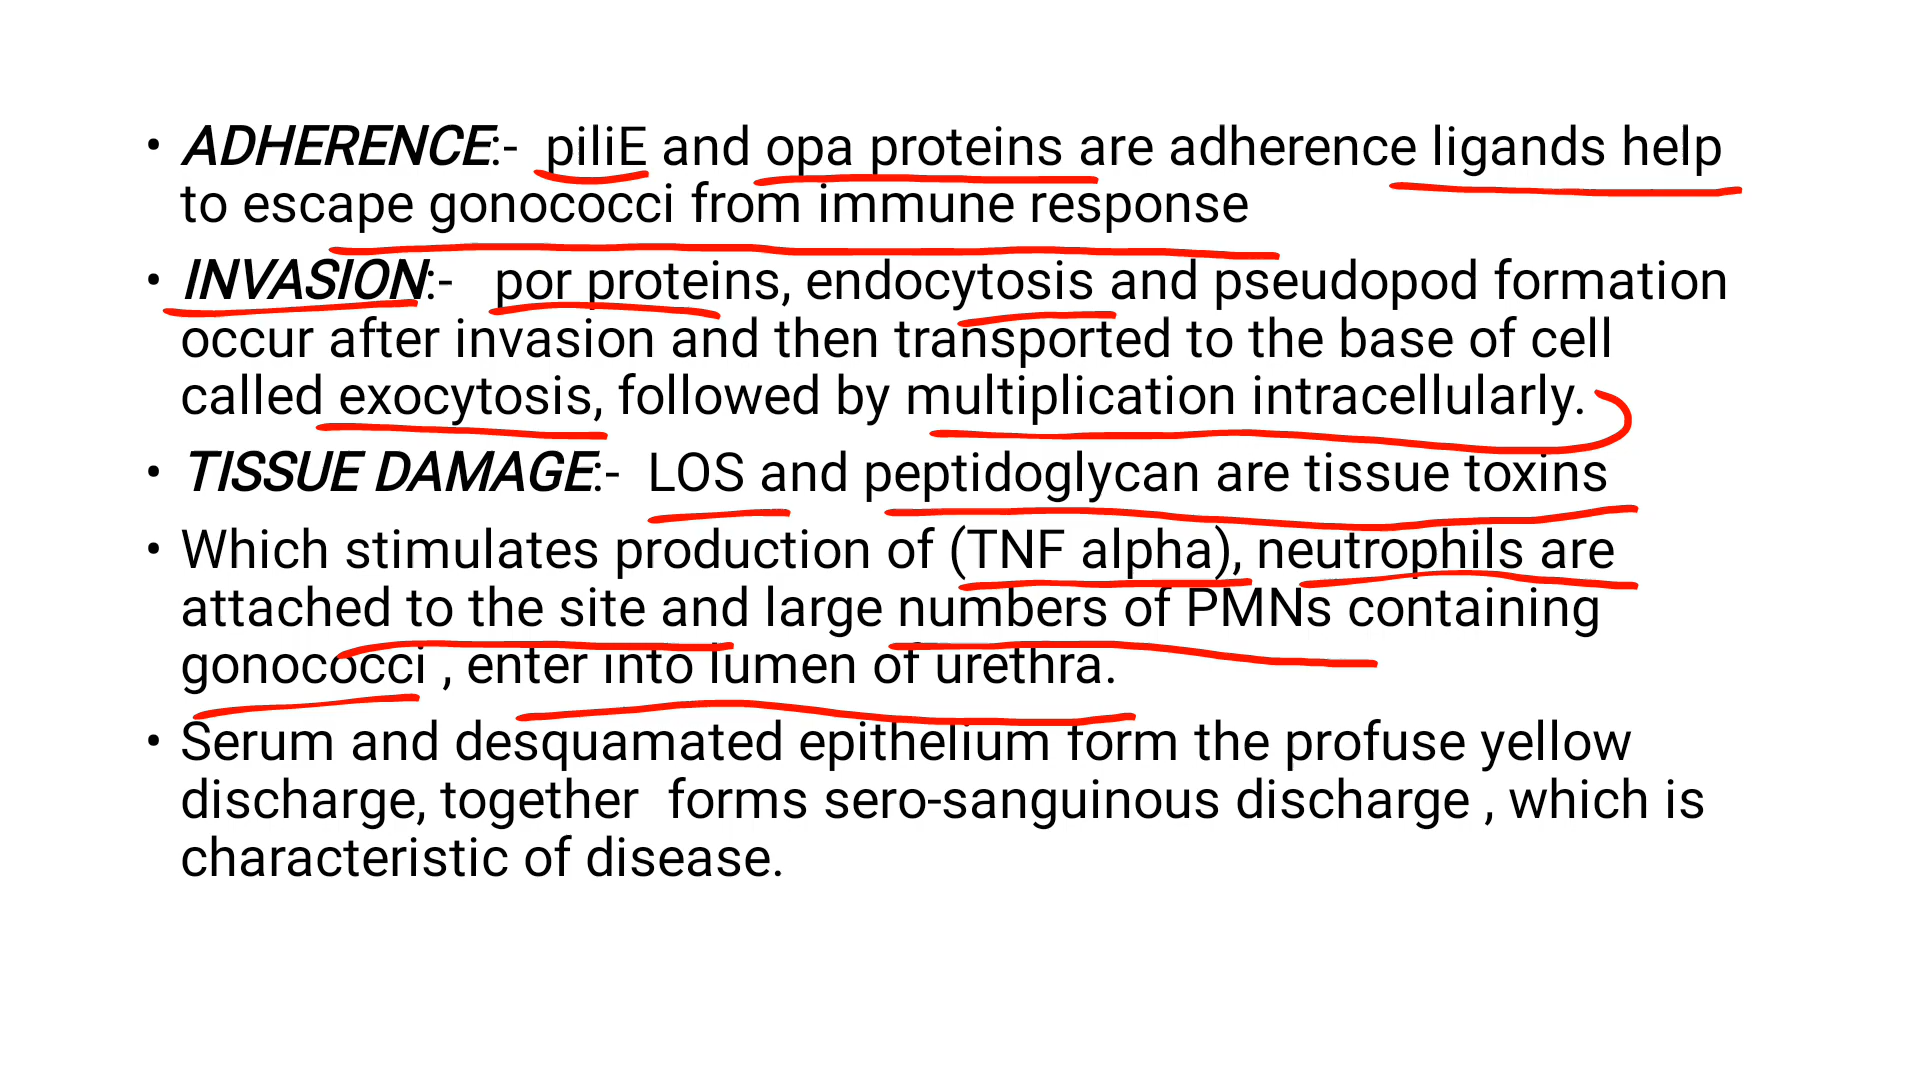 • ADHERENCE:- piliE and opa proteins are adherence ligands help
to escape gonococci from immune response
• INVASION:- por proteins, endocytosis and pseudopod formation
occur after invasion and then transported to the base of cell
called exocytosis, followed by multiplication intracellularly.
• TISSUE DAMAGE:- LOS and peptidoglycan are tissue toxins
• Which stimulates production of (TNF alpha), neutrophils are
attached to the site and large numbers of PMNs containing
gonococci , enter into lumen of urethra.
• Serum and desquamated epithelium form the profuse yellow
discharge, together forms sero-sanguinous discharge , which is
characteristic of disease.